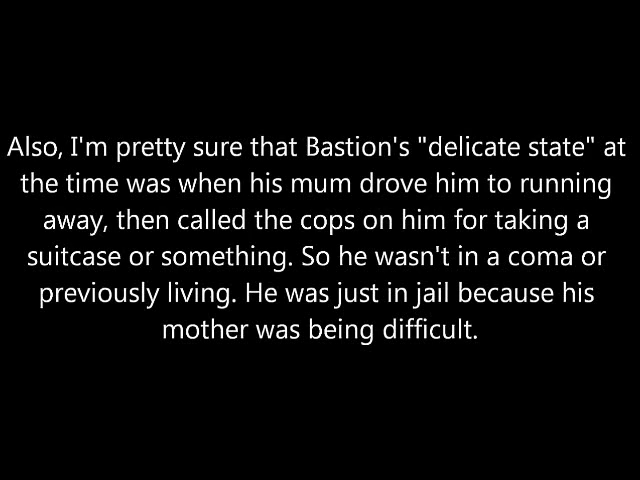 Also, I'm pretty sure that Bastion's "delicate state" at
the time was when his mum drove him to running
away, then called the cops on him for taking a
suitcase or something. So he wasn't in a coma or
previously living. He was just in jail because his
mother was being difficult.